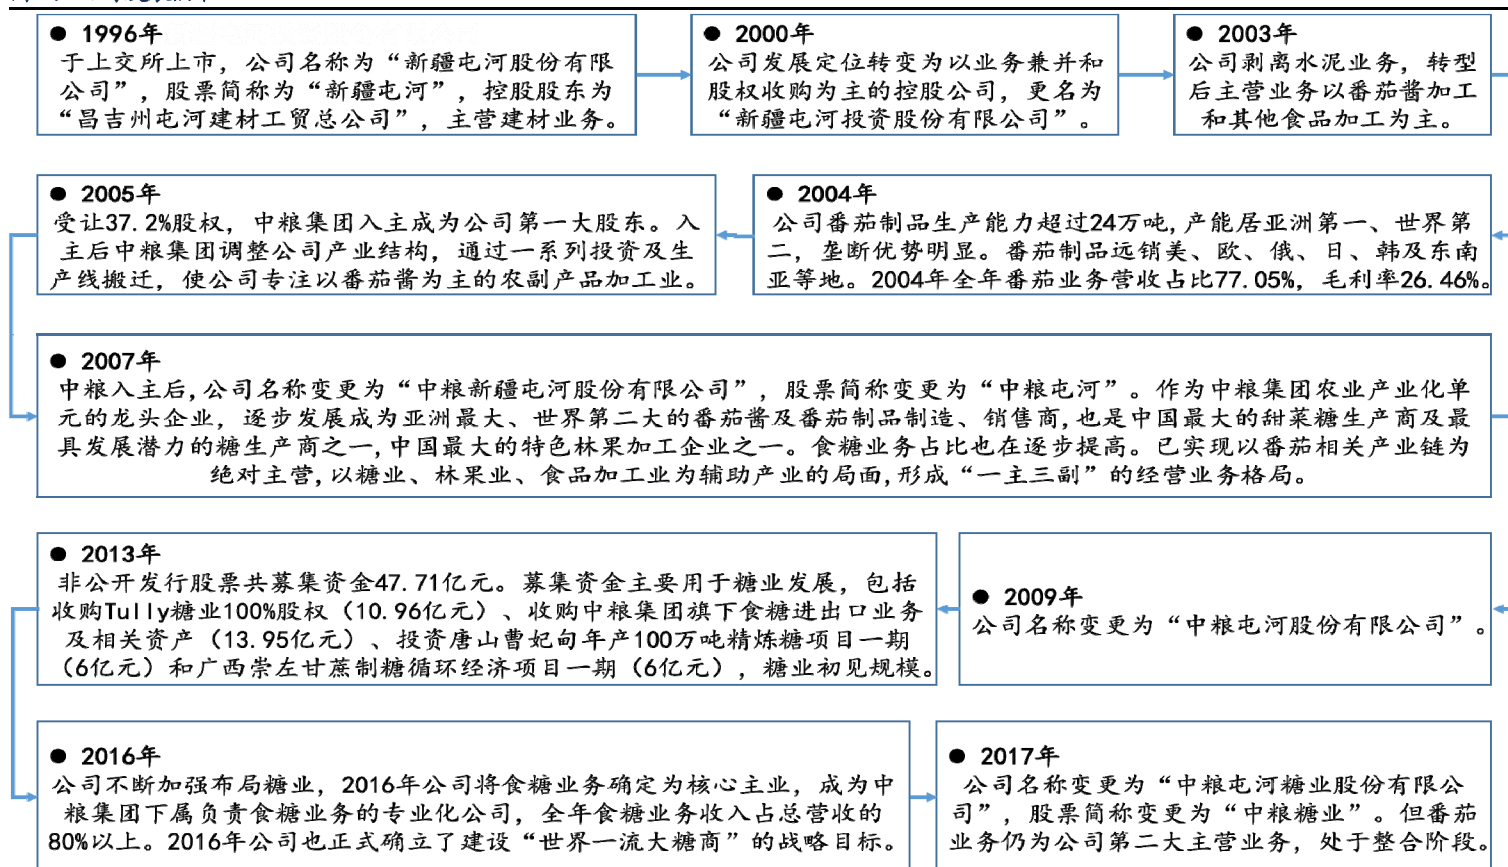 ● 1996年
于上交所上市，公司名称为“新疆屯河股份有限
公司”，股票简称为“新疆屯河”，控股股东为
“昌吉州屯河建材工贸总公司”，主营建材业务。
● 2000年
公司发展定位转变为以业务兼并和
股权收购为主的控股公司，更名为
“新疆屯河投资股份有限公司”。
● 2003年
公司剥离水泥业务，转型
后主营业务以番茄酱加工
和其他食品加工为主。
● 2004年
公司番茄制品生产能力超过24万吨,产能居亚洲第一、世界第
二，垄断优势明显。番茄制品远销美、欧、俄、日、韩及东南
亚等地。2004年全年番茄业务营收占比77.05%，毛利率26.46%。
● 2005年
受让37.2%股权，中粮集团入主成为公司第一大股东。入
主后中粮集团调整公司产业结构，通过一系列投资及生
产线搬迁，使公司专注以番茄酱为主的农副产品加工业。
● 2007年
中粮入主后,公司名称变更为“中粮新疆屯河股份有限公司”，股票简称变更为“中粮屯河”。作为中粮集团农业产业化单
元的龙头企业，逐步发展成为亚洲最大、世界第二大的番茄酱及番茄制品制造、销售商,也是中国最大的甜菜糖生产商及最
具发展潜力的糖生产商之一,中国最大的特色林果加工企业之一。食糖业务占比也在逐步提高。已实现以番茄相关产业链为
绝对主营,以糖业、林果业、食品加工业为辅助产业的局面,形成“一主三副”的经营业务格局。
● 2009年
公司名称变更为“中粮屯河股份有限公司”。
● 2013年
非公开发行股票共募集资金47.71亿元。募集资金主要用于糖业发展，包括
收购Tully糖业100%股权（10.96亿元）、收购中粮集团旗下食糖进出口业务
及相关资产（13.95亿元）、投资唐山曹妃甸年产100万吨精炼糖项目一期
（6亿元）和广西崇左甘蔗制糖循环经济项目一期（6亿元），糖业初见规模。
● 2016年
公司不断加强布局糖业，2016年公司将食糖业务确定为核心主业，成为中
粮集团下属负责食糖业务的专业化公司，全年食糖业务收入占总营收的
80%以上。2016年公司也正式确立了建设“世界一流大糖商”的战略目标。
● 2017年
公司名称变更为“中粮屯河糖业股份有限公
司”，股票简称变更为“中粮糖业”。但番茄
业务仍为公司第二大主营业务，处于整合阶段。